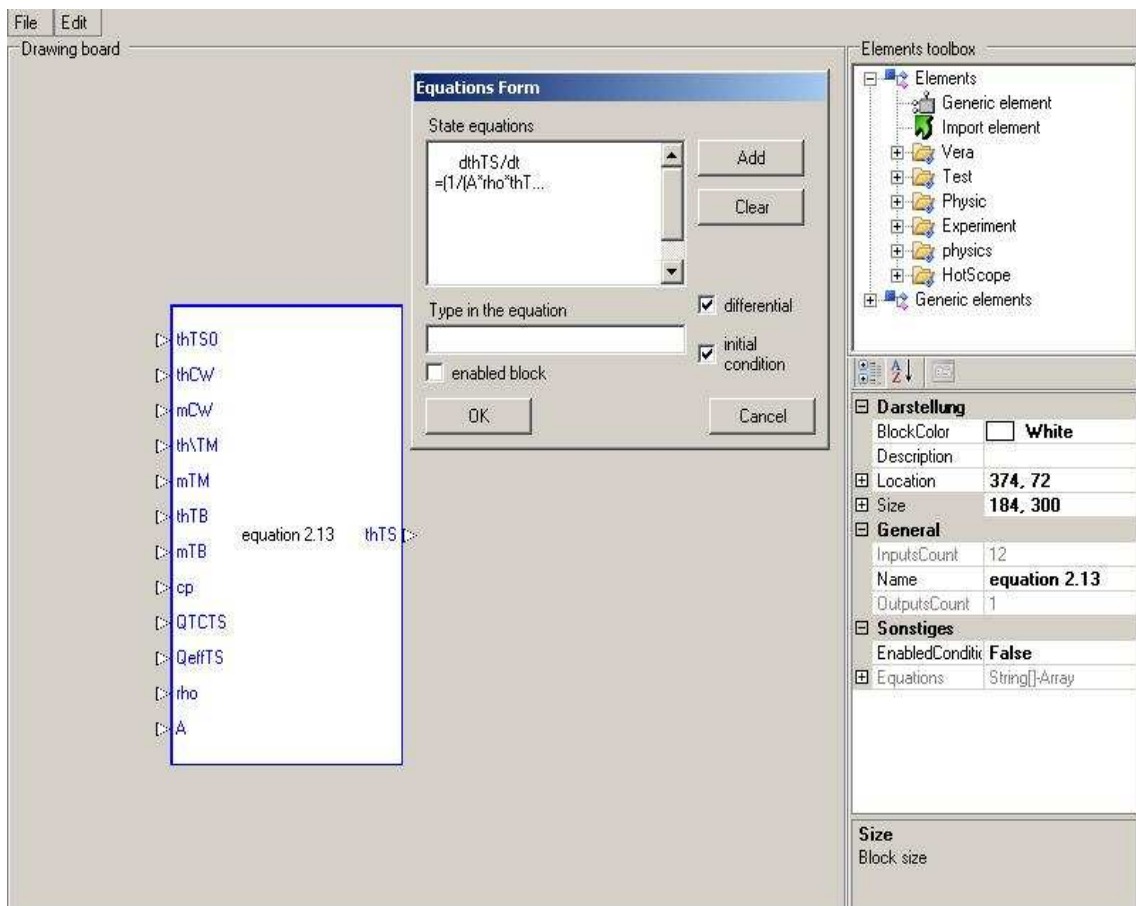 File Edit
Drawing board
Elements toolbox
Equations Form
State equations
dthTS/dt
=(1/(A*rho*thT...
Add
Clear
Type in the equation
differential
initial
condition
enabled block
OK
Cancel
thTS0
thCW
mCW
th\TM
mTM
thTB
mTB
cp
QTCTS
QeffTS
rho
A
equation 2.13
thTS
Elements
Generic element
Import element
Vera
Test
Physic
Experiment
physics
HotScope
Generic elements
Darstellung
BlockColor White
Description
Location 374, 72
Size 184, 300
General
InputsCount 12
Name equation 2.13
OutputsCount 1
Sonstiges
EnabledConditic False
Equations String[]-Array
Size
Block size